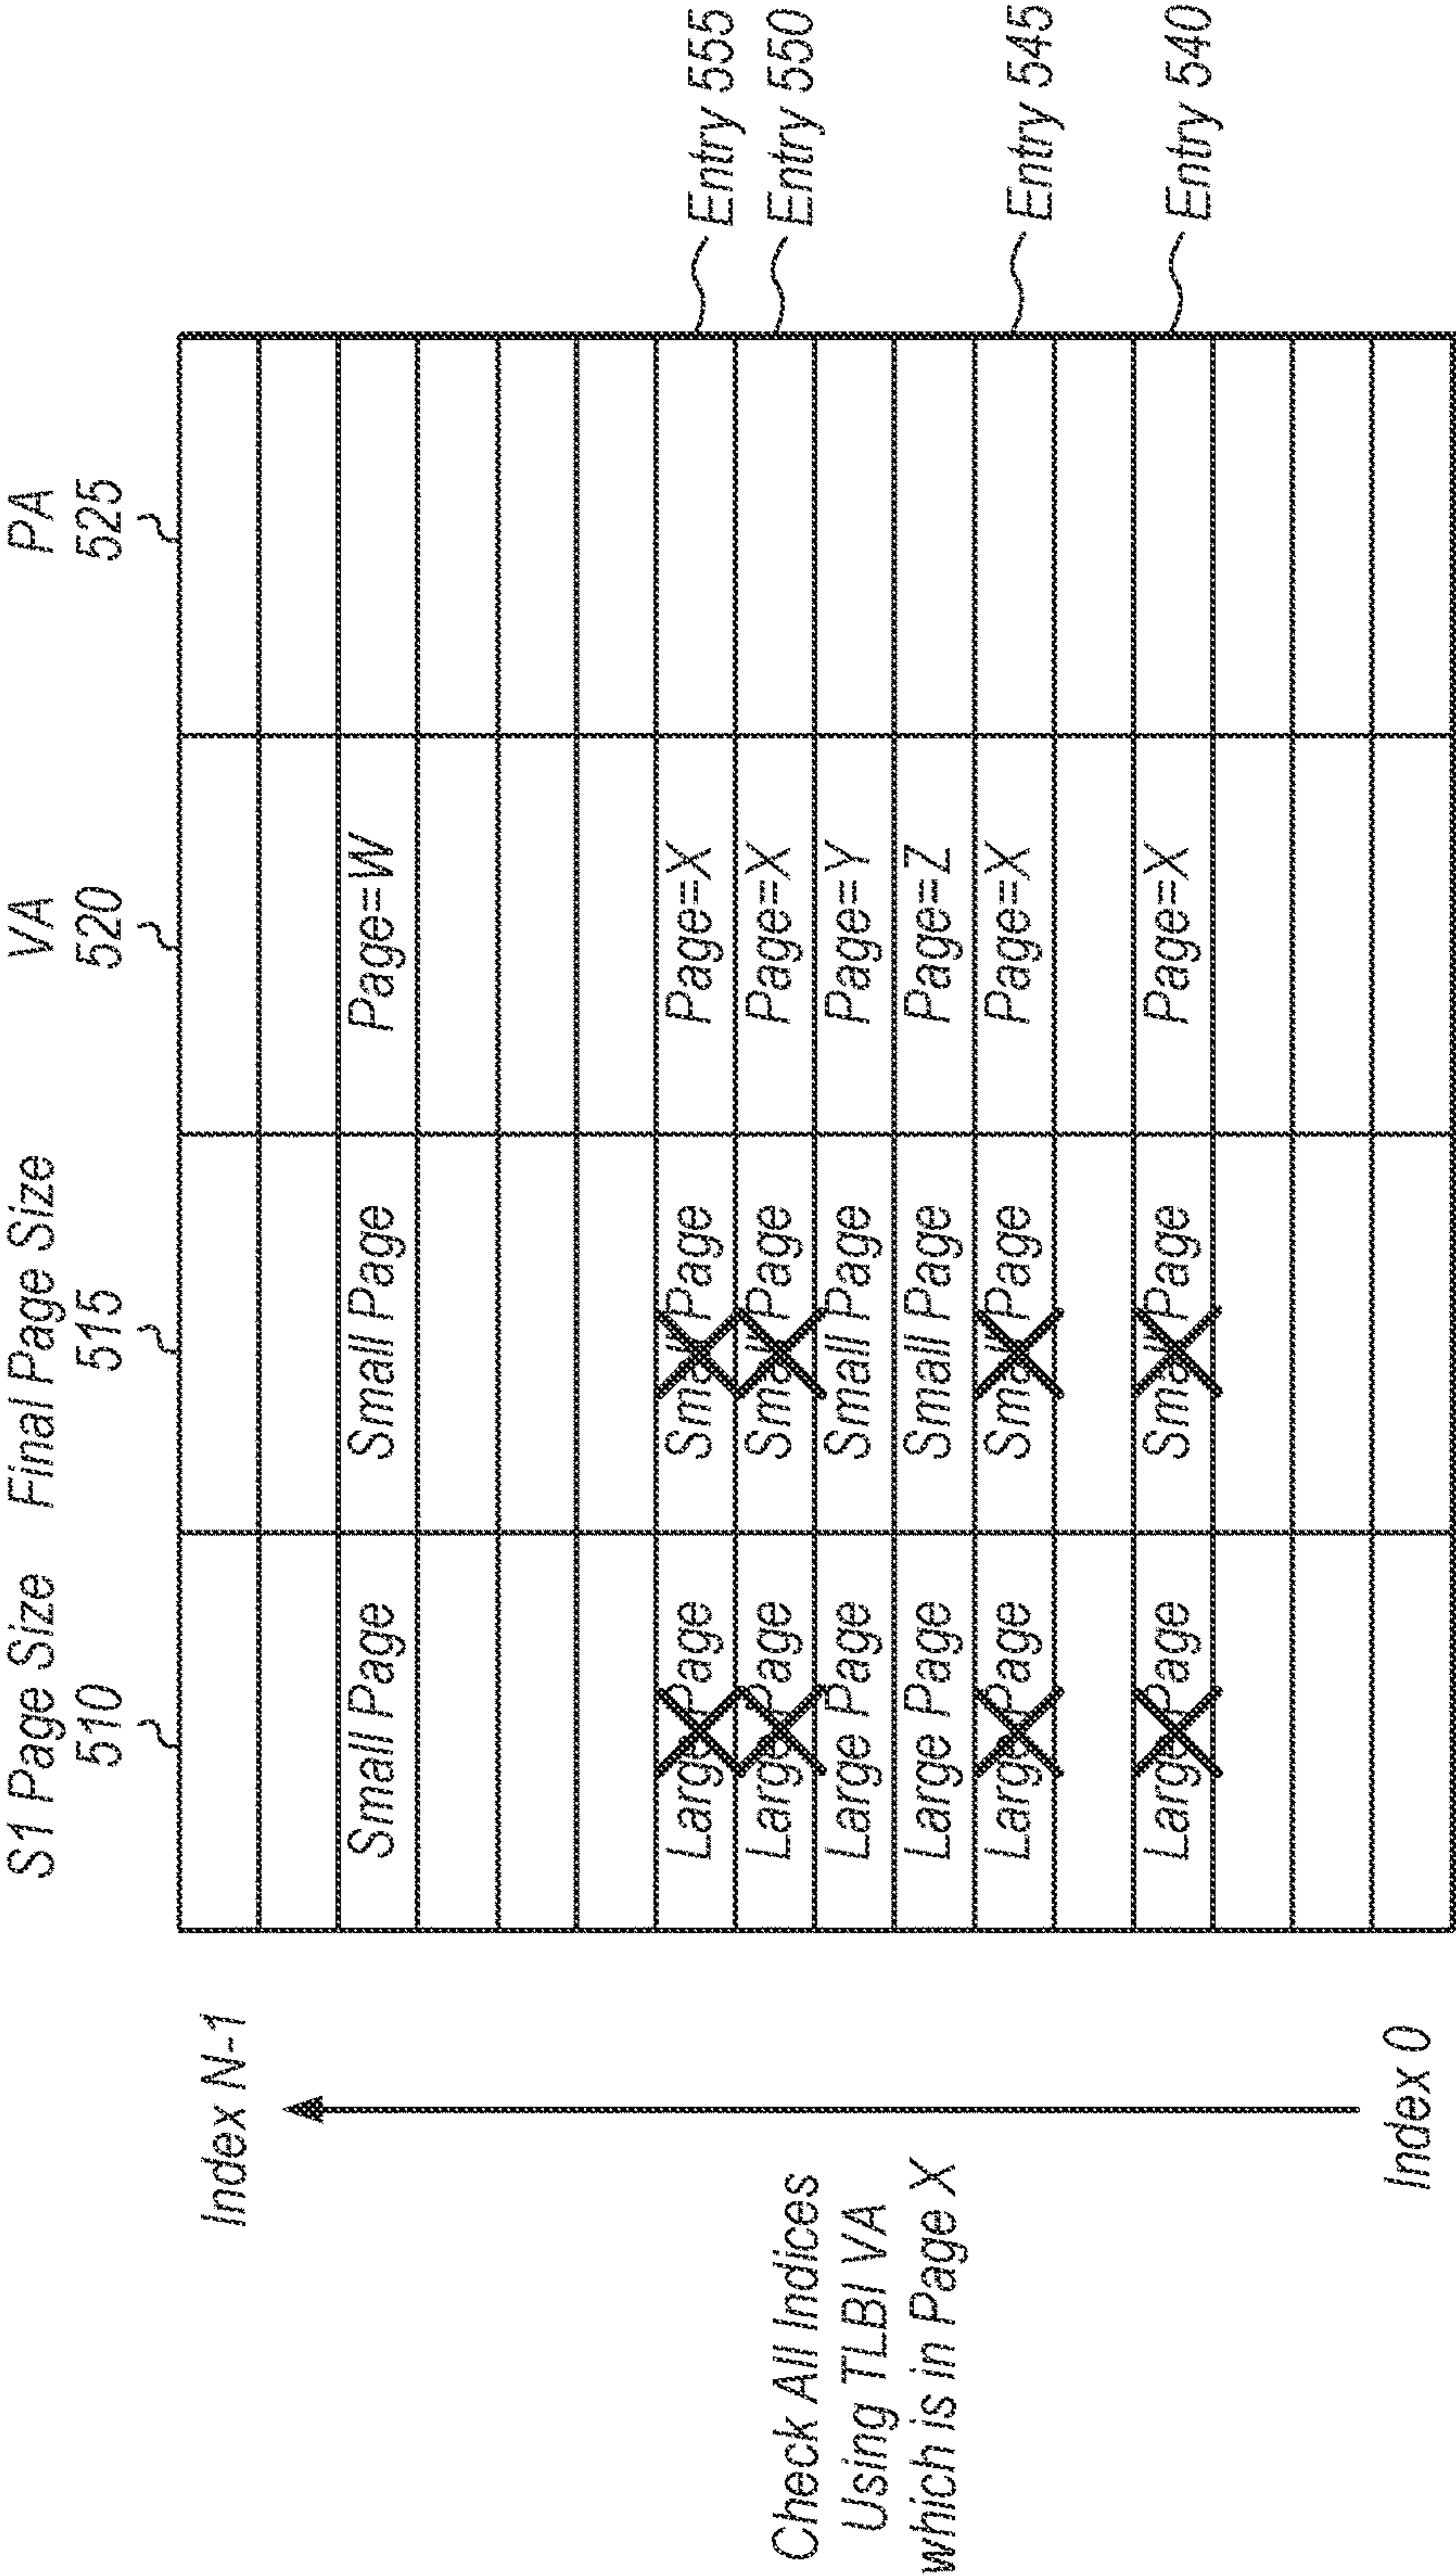 S1 Page Size
510
Final Page Size
515
VA
520
PA
525
Index N-1
Small Page Small Page Page=W
Large Page Small Page Page=X Entry 555
Large Page Small Page Page=X Entry 550
Large Page Small Page Page=Y
Large Page Small Page Page=Z
Large Page Small Page Page=X Entry 545
Large Page Small Page Page=X Entry 540
Check All Indices
Using TLBI VA
which is in Page X
Index 0